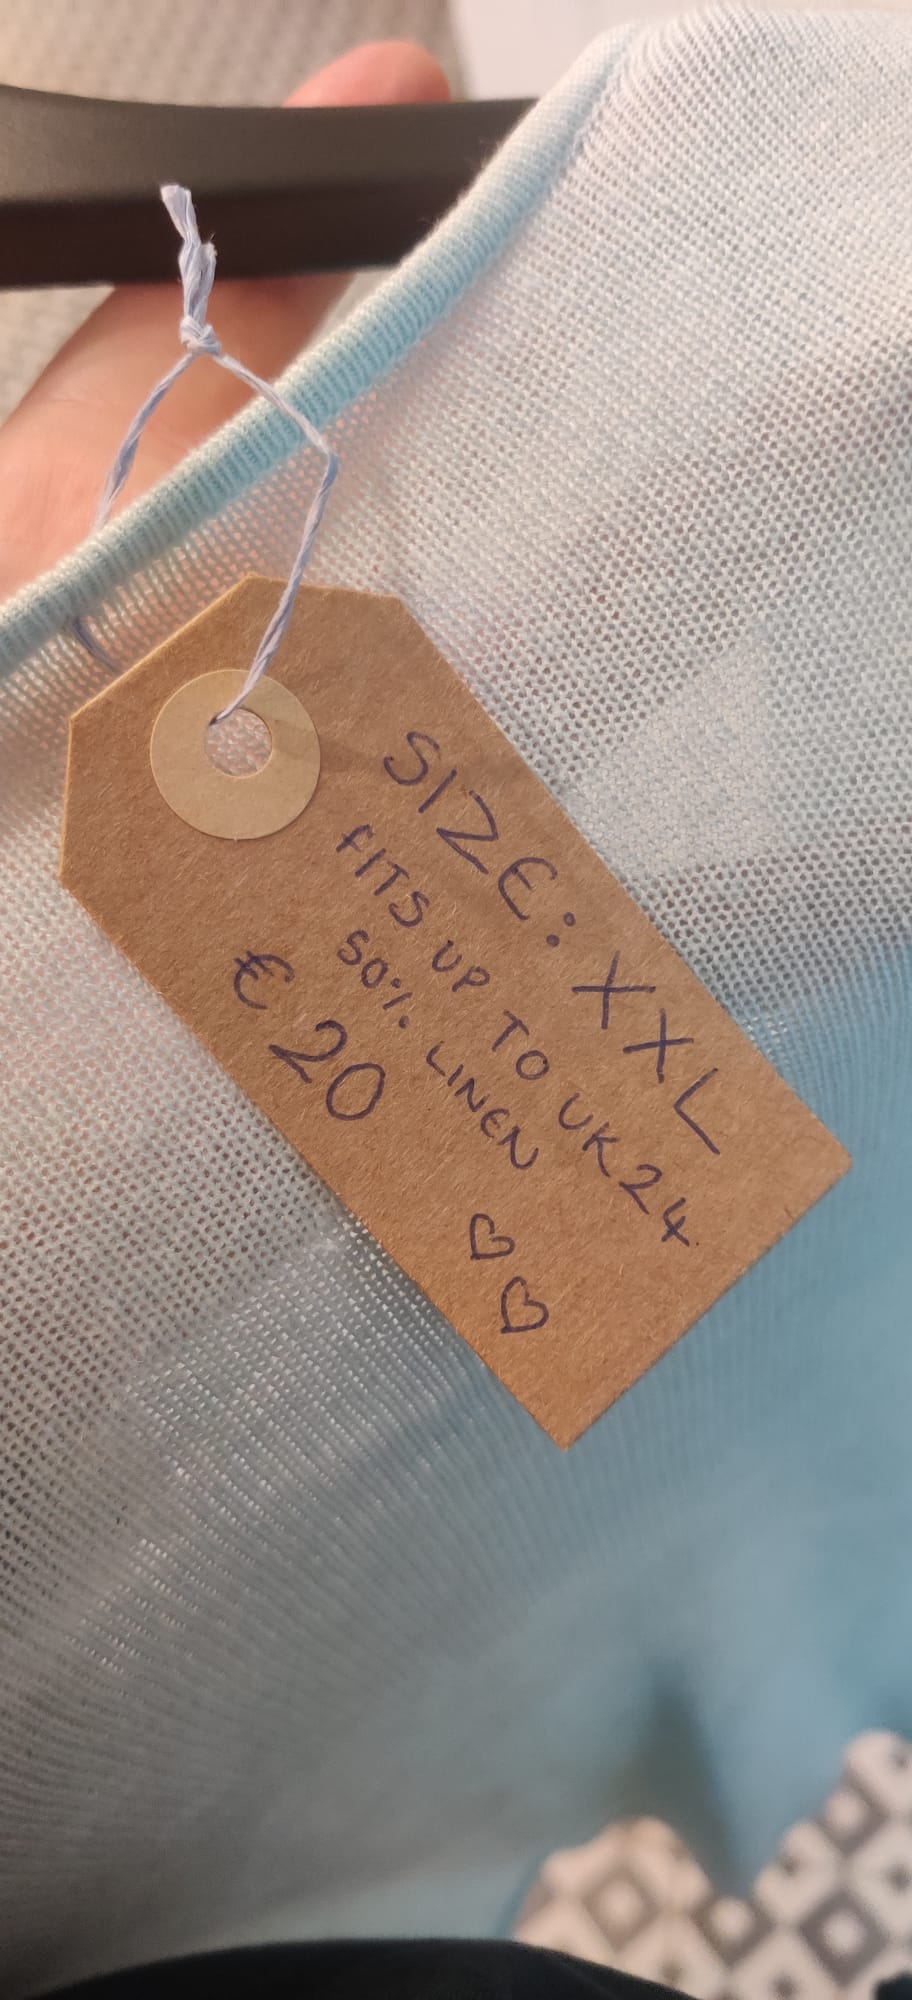 SIZE: XXL
FITS UP TO UK24
50% LINEN
€20